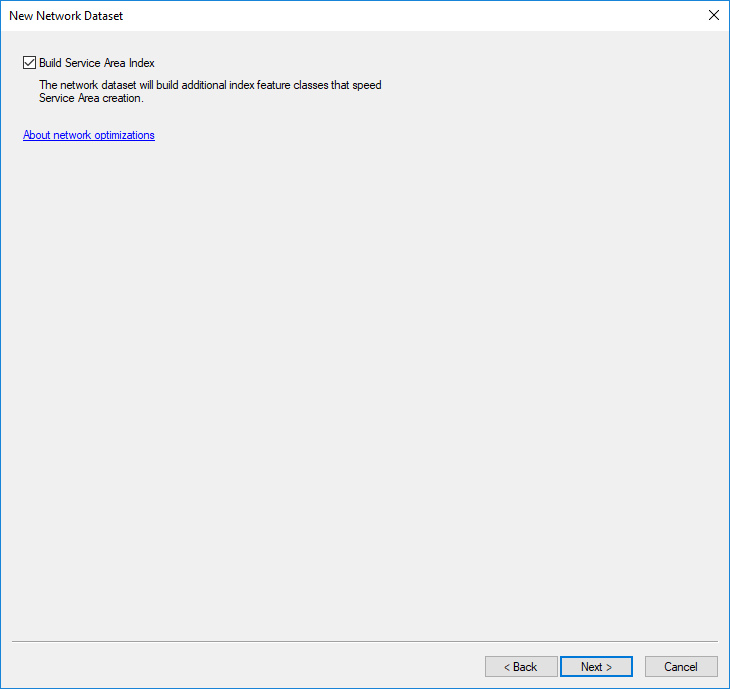 New Network Dataset
Build Service Area Index
The network dataset will build additional index feature classes that speed
Service Area creation.
About network optimizations
< Back
Next >
Cancel